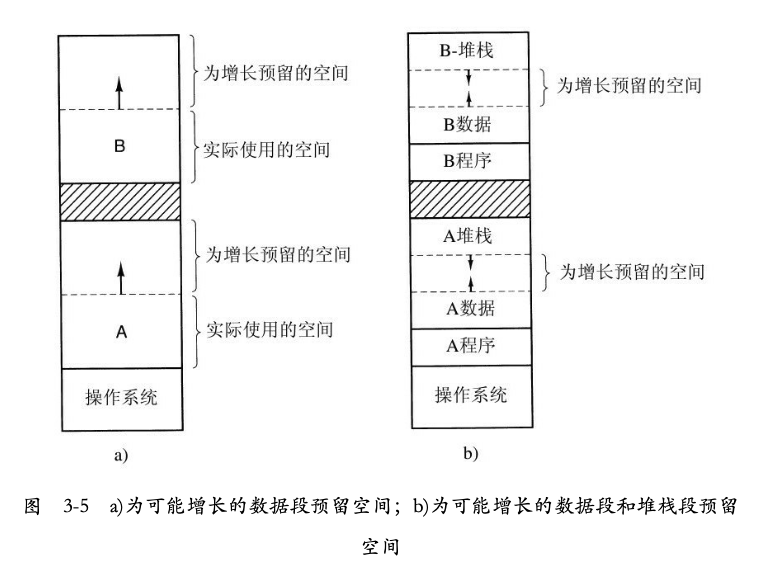 为增长预留的空间
B
实际使用的空间
为增长预留的空间
A
实际使用的空间
操作系统
a)
B-堆栈
为增长预留的空间
B数据
B程序
A堆栈
为增长预留的空间
A数据
A程序
操作系统
b)
图 3-5 a)为可能增长的数据段预留空间；b)为可能增长的数据段和堆栈段预留
空间